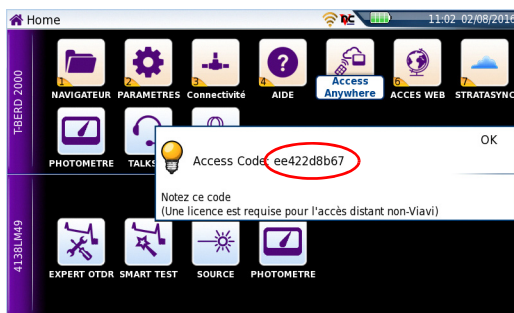 Home
11:02 02/08/2016
T-BERD 2000
1
NAVIGATEUR
2
PARAMETRES
3
Connectivité
4
AIDE
Access
Anywhere
6
ACCES WEB
7
STRATASYNC
PHOTOMETRE
OK
Access Code: ee422d8b67
Notez ce code
(Une licence est requise pour l'accès distant non-Viavi)
4138LM49
EXPERT OTDR
SMART TEST
SOURCE
PHOTOMETRE